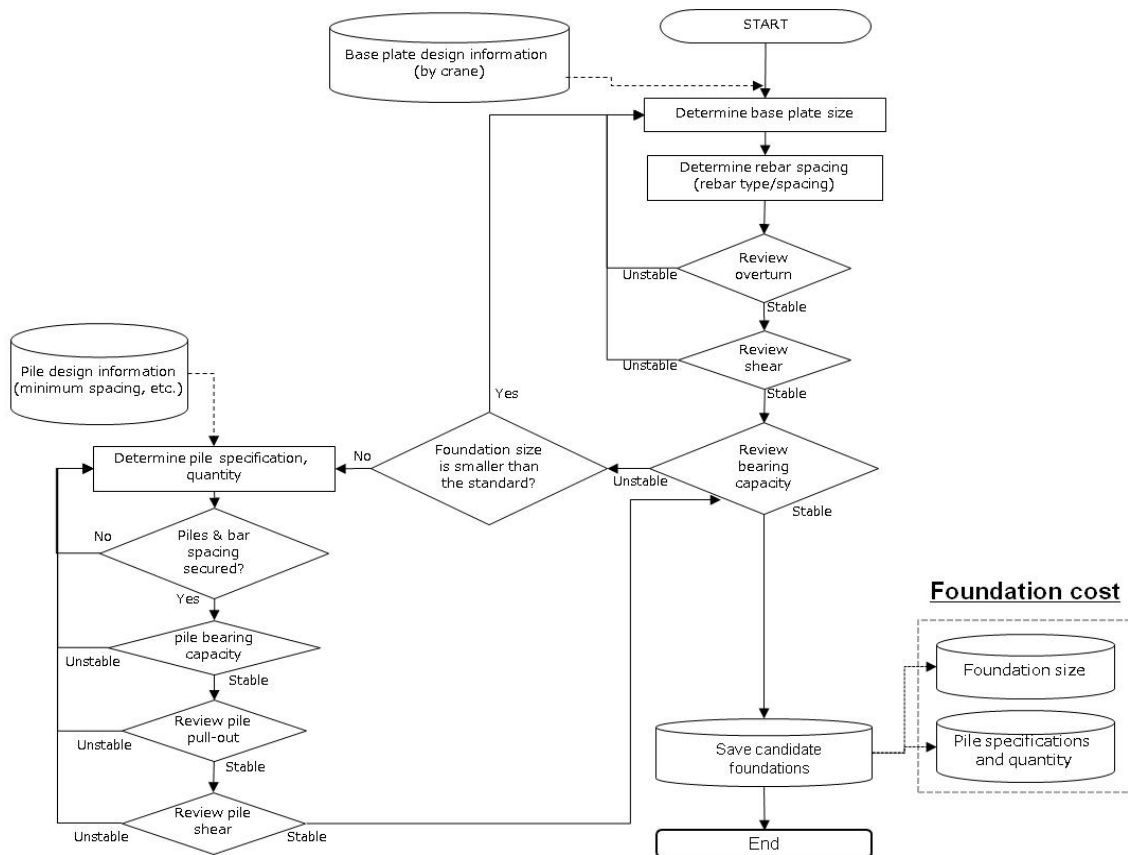 START
Base plate design information
(by crane)
Determine base plate size
Determine rebar spacing
(rebar type/spacing)
Review
overturn
Unstable
Stable
Review
shear
Unstable
Stable
Pile design information
(minimum spacing, etc.)
Yes
Foundation size
is smaller than
the standard?
No
Review
bearing
capacity
Unstable
Stable
Determine pile specification,
quantity
Piles & bar
spacing
secured?
No
Yes
pile bearing
capacity
Unstable
Stable
Review pile
pull-out
Unstable
Stable
Review pile
shear
Unstable
Stable
Foundation cost
Foundation size
Pile specifications
and quantity
Save candidate
foundations
End